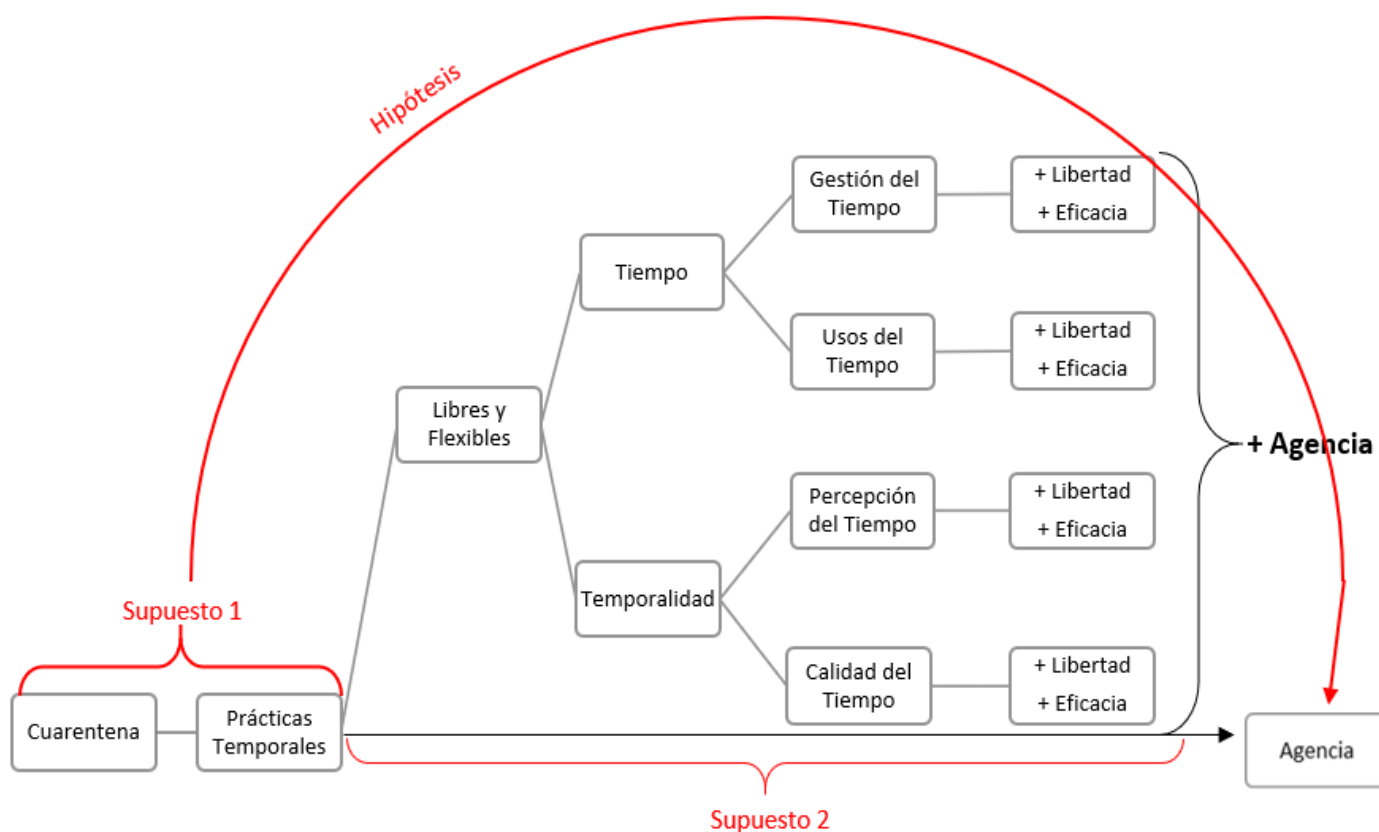 Hipótesis
Gestión del
Tiempo
+ Libertad
+ Eficacia
Tiempo
Usos del
Tiempo
+ Libertad
+ Eficacia
Libres y
Flexibles
+ Agencia
Percepción
del Tiempo
+ Libertad
+ Eficacia
Temporalidad
Calidad del
Tiempo
+ Libertad
+ Eficacia
Supuesto 1
Cuarentena
Prácticas
Temporales
Agencia
Supuesto 2